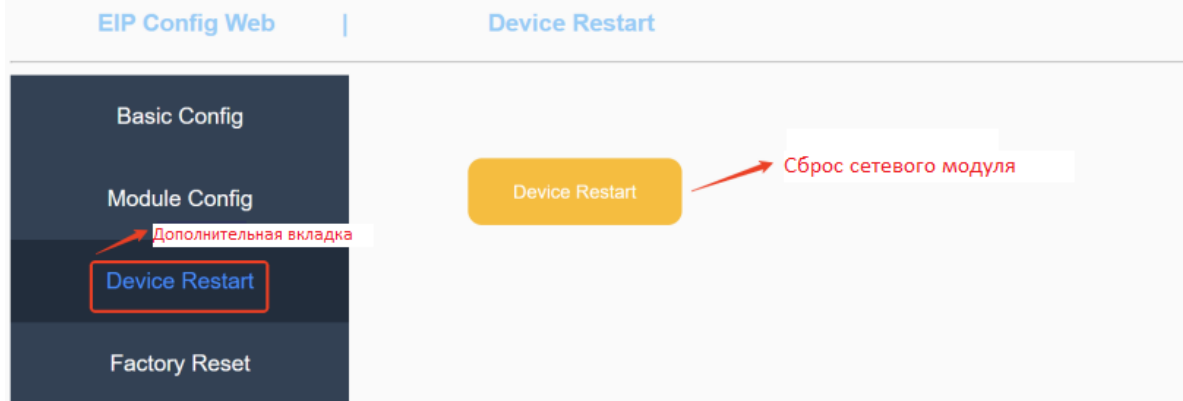 EIP Config Web | Device Restart
Basic Config
Module Config
Дополнительная вкладка
Device Restart
Factory Reset
Device Restart
Сброс сетевого модуля